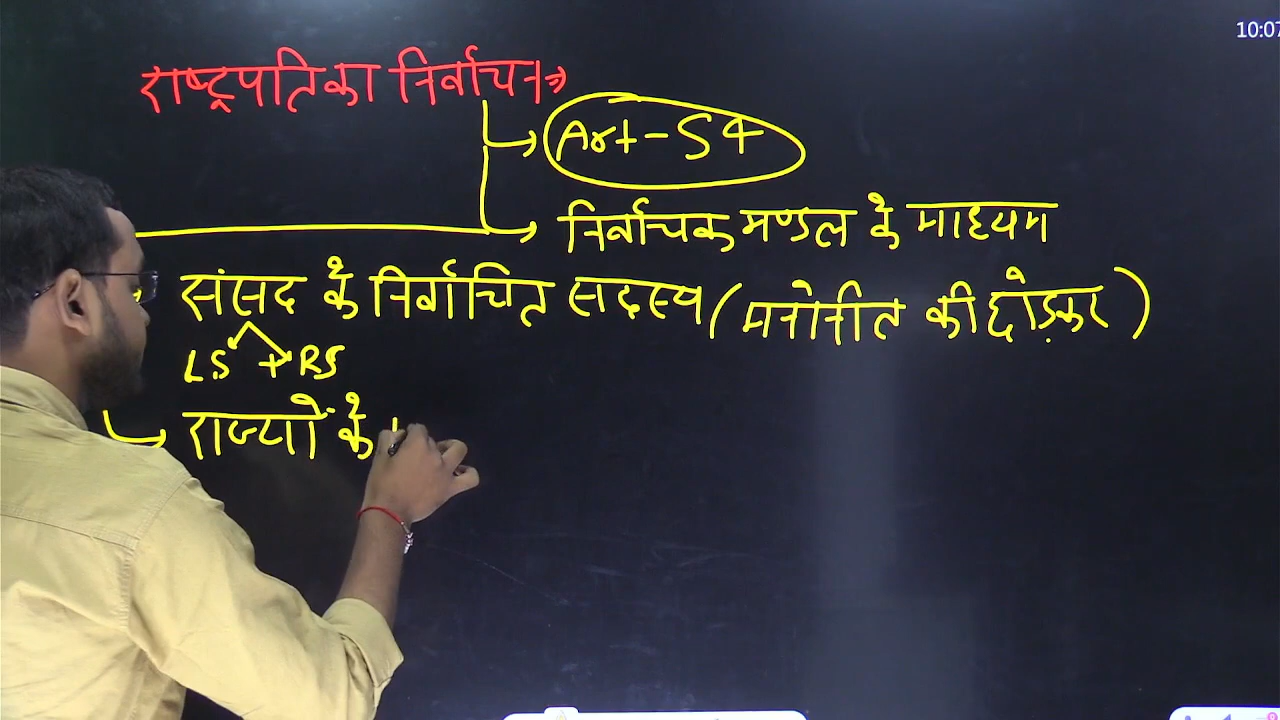 10:07
राष्ट्रपति का निर्वाचन→
Art-54
निर्वाचक मण्डल के माध्यम
संसद के निर्वाचित सदस्य (मनोनीत को छोड़कर)
LS + RS
राज्यों के